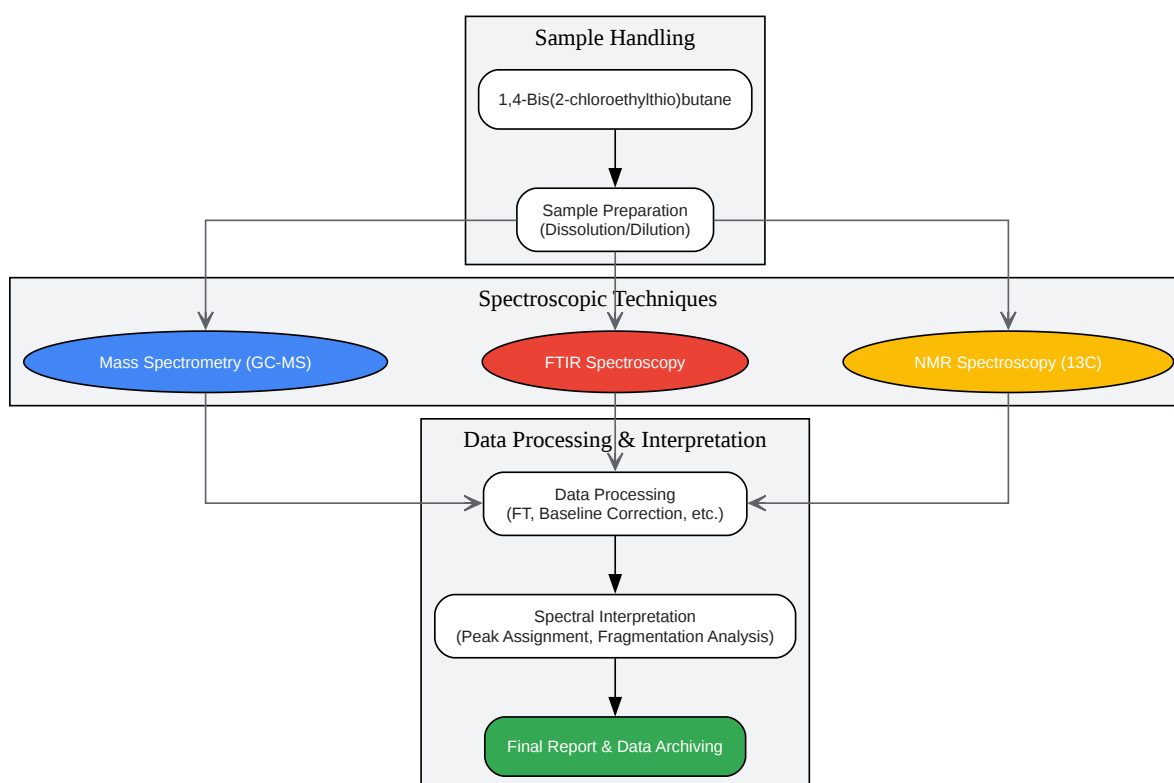 Sample Handling
1,4-Bis(2-chloroethylthio)butane
Sample Preparation
(Dissolution/Dilution)
Spectroscopic Techniques
Mass Spectrometry (GC-MS)
FTIR Spectroscopy
NMR Spectroscopy (13C)
Data Processing & Interpretation
Data Processing
(FT, Baseline Correction, etc.)
Spectral Interpretation
(Peak Assignment, Fragmentation Analysis)
Final Report & Data Archiving